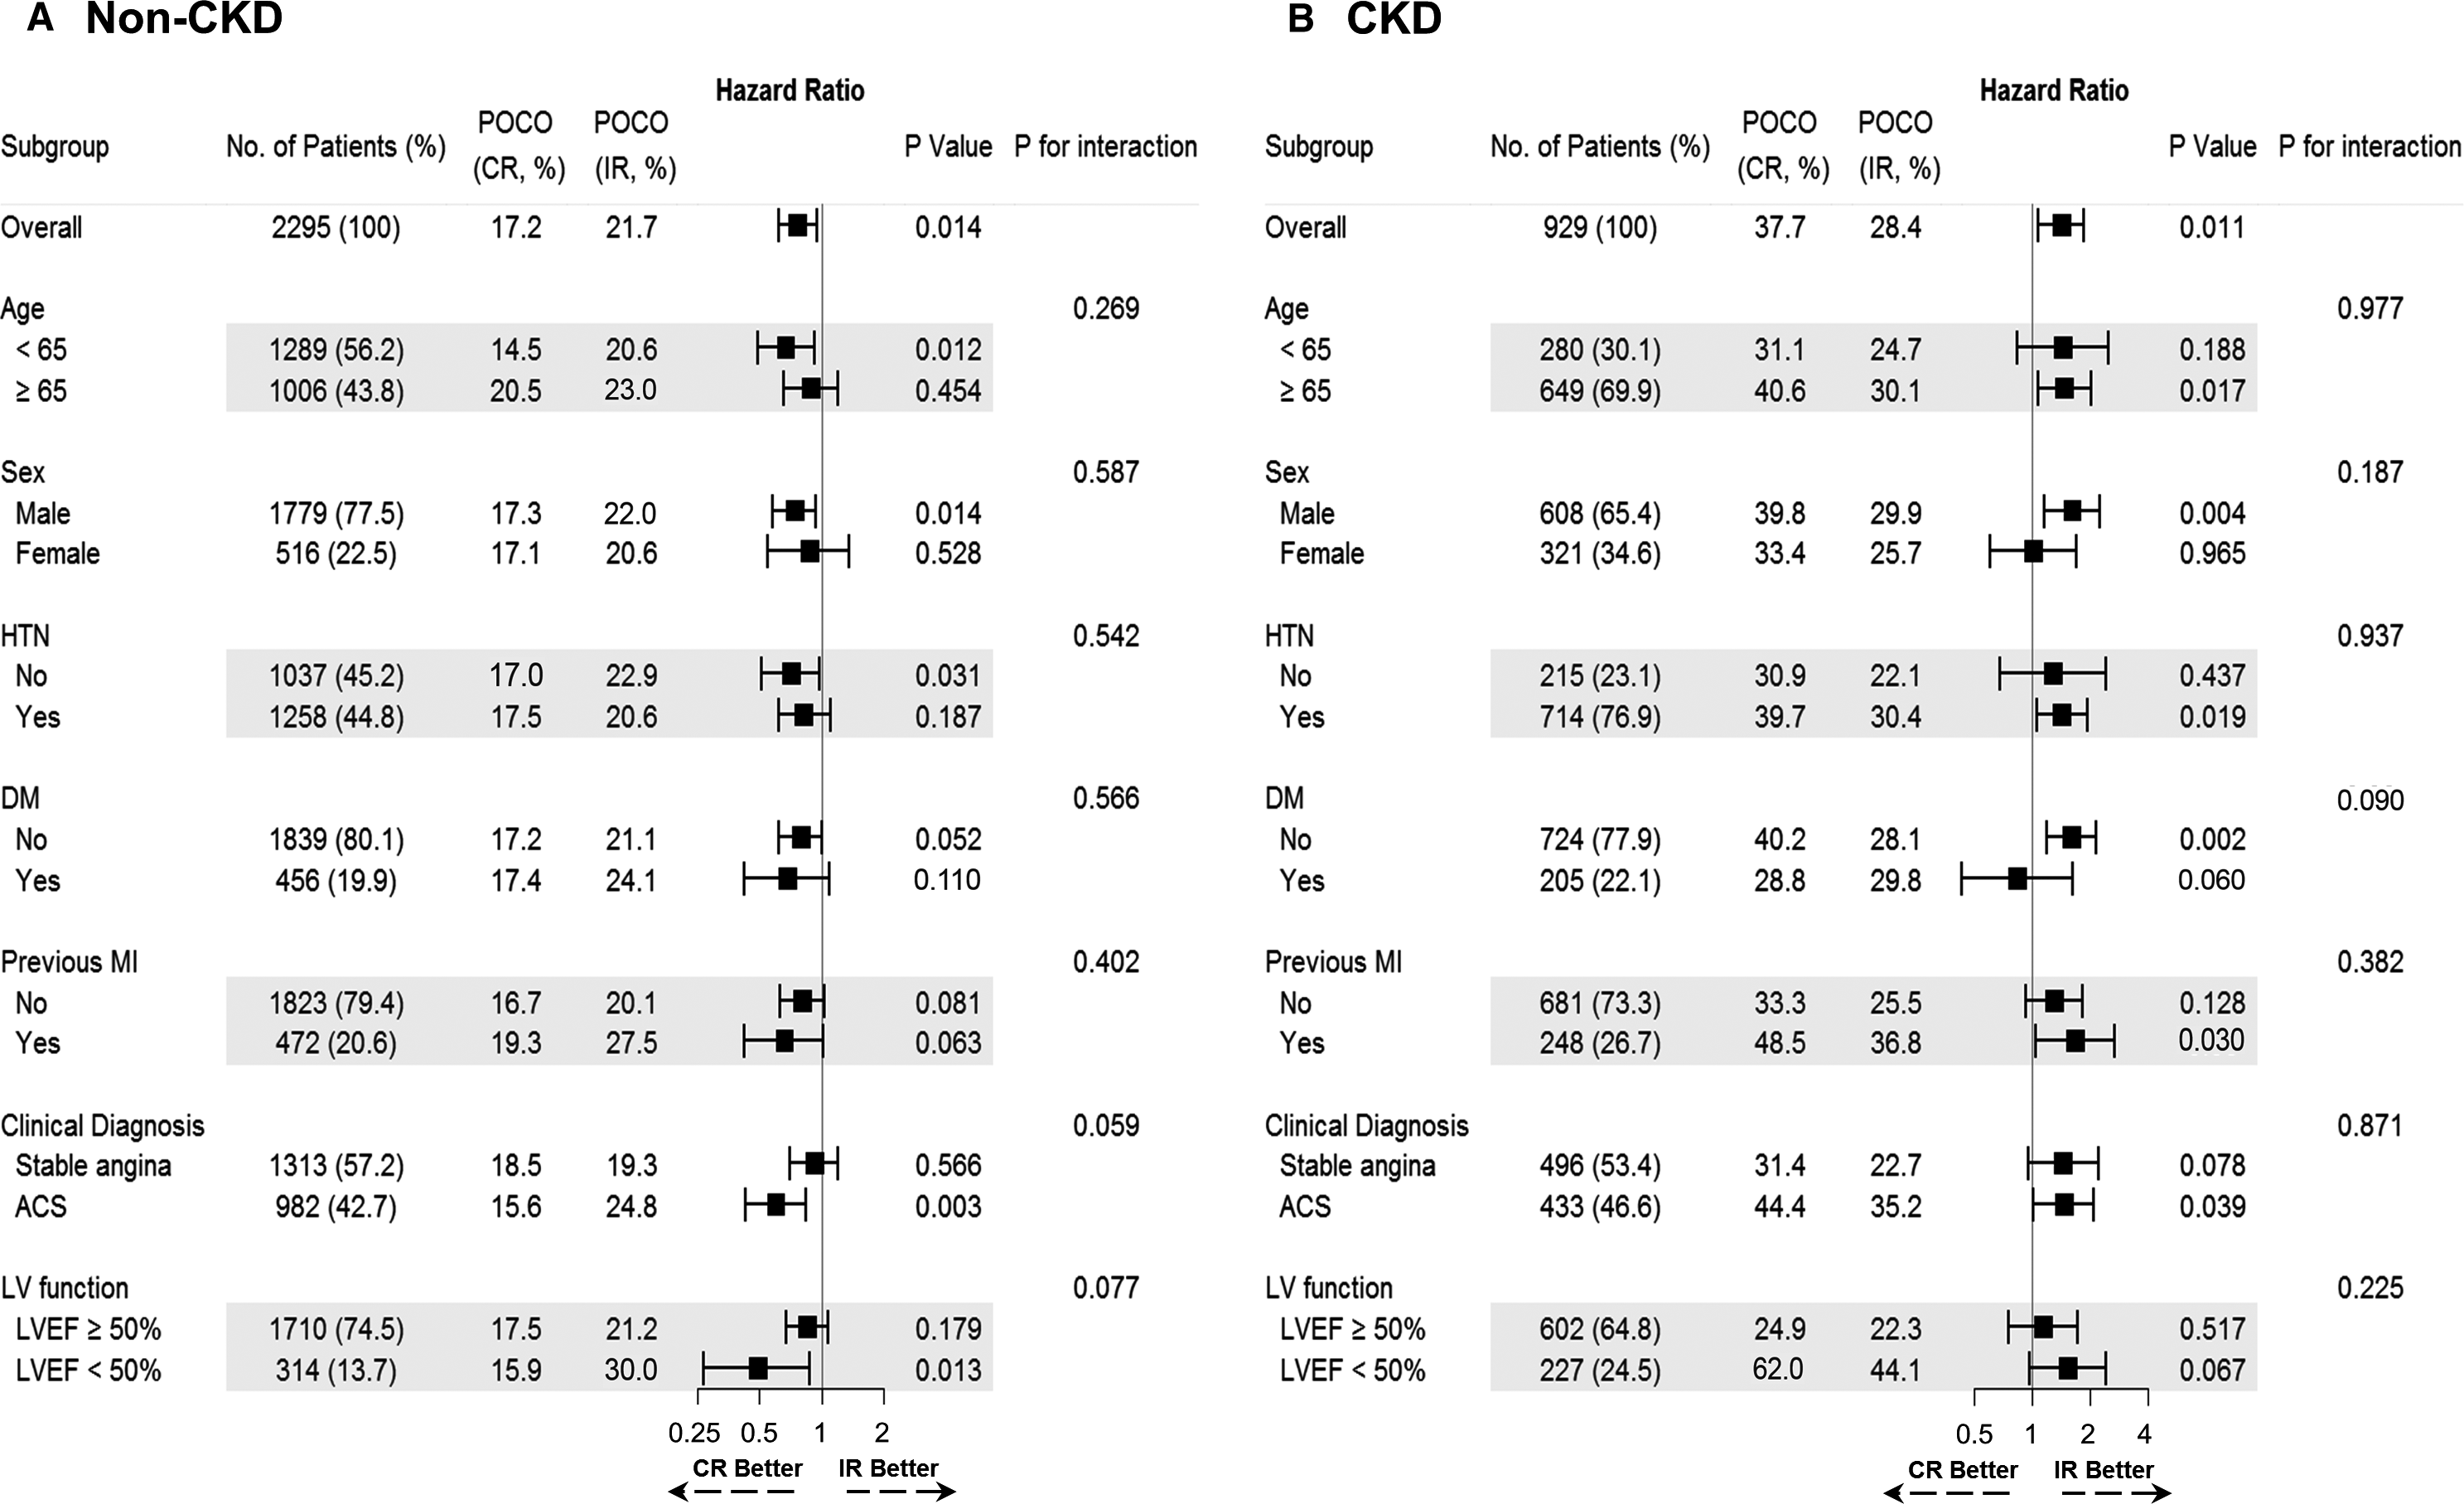 A Non-CKD
Hazard Ratio
Subgroup No. of Patients (%) POCO (CR, %) POCO (IR, %) P Value P for interaction
Overall 2295 (100) 17.2 21.7 0.014
Age 0.269
< 65 1289 (56.2) 14.5 20.6 0.012
≥ 65 1006 (43.8) 20.5 23.0 0.454
Sex 0.587
Male 1779 (77.5) 17.3 22.0 0.014
Female 516 (22.5) 17.1 20.6 0.528
HTN 0.542
No 1037 (45.2) 17.0 22.9 0.031
Yes 1258 (44.8) 17.5 20.6 0.187
DM 0.566
No 1839 (80.1) 17.2 21.1 0.052
Yes 456 (19.9) 17.4 24.1 0.110
Previous MI 0.402
No 1823 (79.4) 16.7 20.1 0.081
Yes 472 (20.6) 19.3 27.5 0.063
Clinical Diagnosis 0.059
Stable angina 1313 (57.2) 18.5 19.3 0.566
ACS 982 (42.7) 15.6 24.8 0.003
LV function 0.077
LVEF ≥ 50% 1710 (74.5) 17.5 21.2 0.179
LVEF < 50% 314 (13.7) 15.9 30.0 0.013
0.25 0.5 1 2
CR Better IR Better
B CKD
Hazard Ratio
Subgroup No. of Patients (%) POCO (CR, %) POCO (IR, %) P Value P for interaction
Overall 929 (100) 37.7 28.4 0.011
Age 0.977
< 65 280 (30.1) 31.1 24.7 0.188
≥ 65 649 (69.9) 40.6 30.1 0.017
Sex 0.187
Male 608 (65.4) 39.8 29.9 0.004
Female 321 (34.6) 33.4 25.7 0.965
HTN 0.937
No 215 (23.1) 30.9 22.1 0.437
Yes 714 (76.9) 39.7 30.4 0.019
DM 0.090
No 724 (77.9) 40.2 28.1 0.002
Yes 205 (22.1) 28.8 29.8 0.060
Previous MI 0.382
No 681 (73.3) 33.3 25.5 0.128
Yes 248 (26.7) 48.5 36.8 0.030
Clinical Diagnosis 0.871
Stable angina 496 (53.4) 31.4 22.7 0.078
ACS 433 (46.6) 44.4 35.2 0.039
LV function 0.225
LVEF ≥ 50% 602 (64.8) 24.9 22.3 0.517
LVEF < 50% 227 (24.5) 62.0 44.1 0.067
0.5 1 2 4
CR Better IR Better